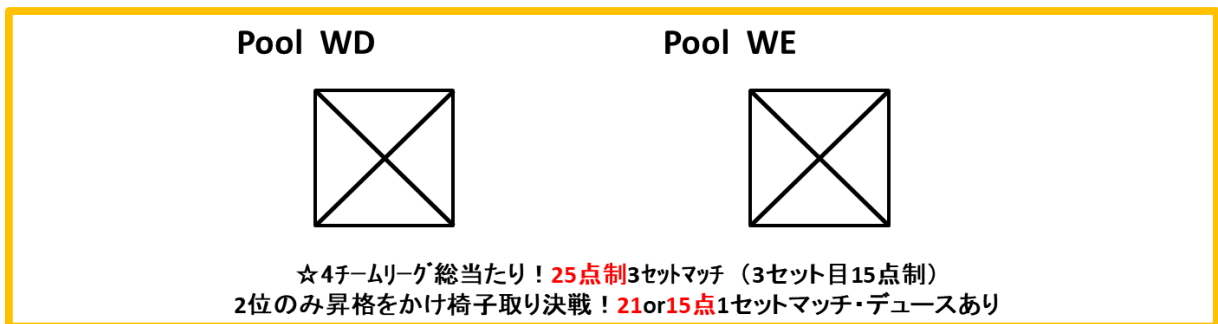 Pool WD Pool WE
☆4ﾁｰﾑﾘｰｸﾞ総当たり！25点制3ｾｯﾄﾏｯﾁ （3セット目15点制）
2位のみ昇格をかけ椅子取り決戦！21or15点1セットマッチ・デュースあり